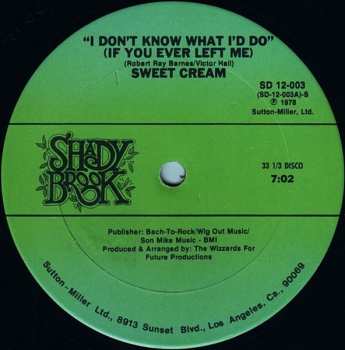 "I DON'T KNOW WHAT I'D DO"
(IF YOU EVER LEFT ME)
(Robert Ray Barnes/Victor Hall)
SWEET CREAM
SD 12-003
(SD-12-003A)-S
Ⓟ 1978
Sutton-Miller, Ltd.
SHADY
BROOK
33 1/3 DISCO
7:02
Publisher: Bach-To-Rock/Wig Out Music/
Son Mike Music - BMI
Produced & Arranged by: The Wizzards For
Future Productions
Sutton-Miller Ltd., 8913 Sunset Blvd., Los Angeles, Ca., 90069